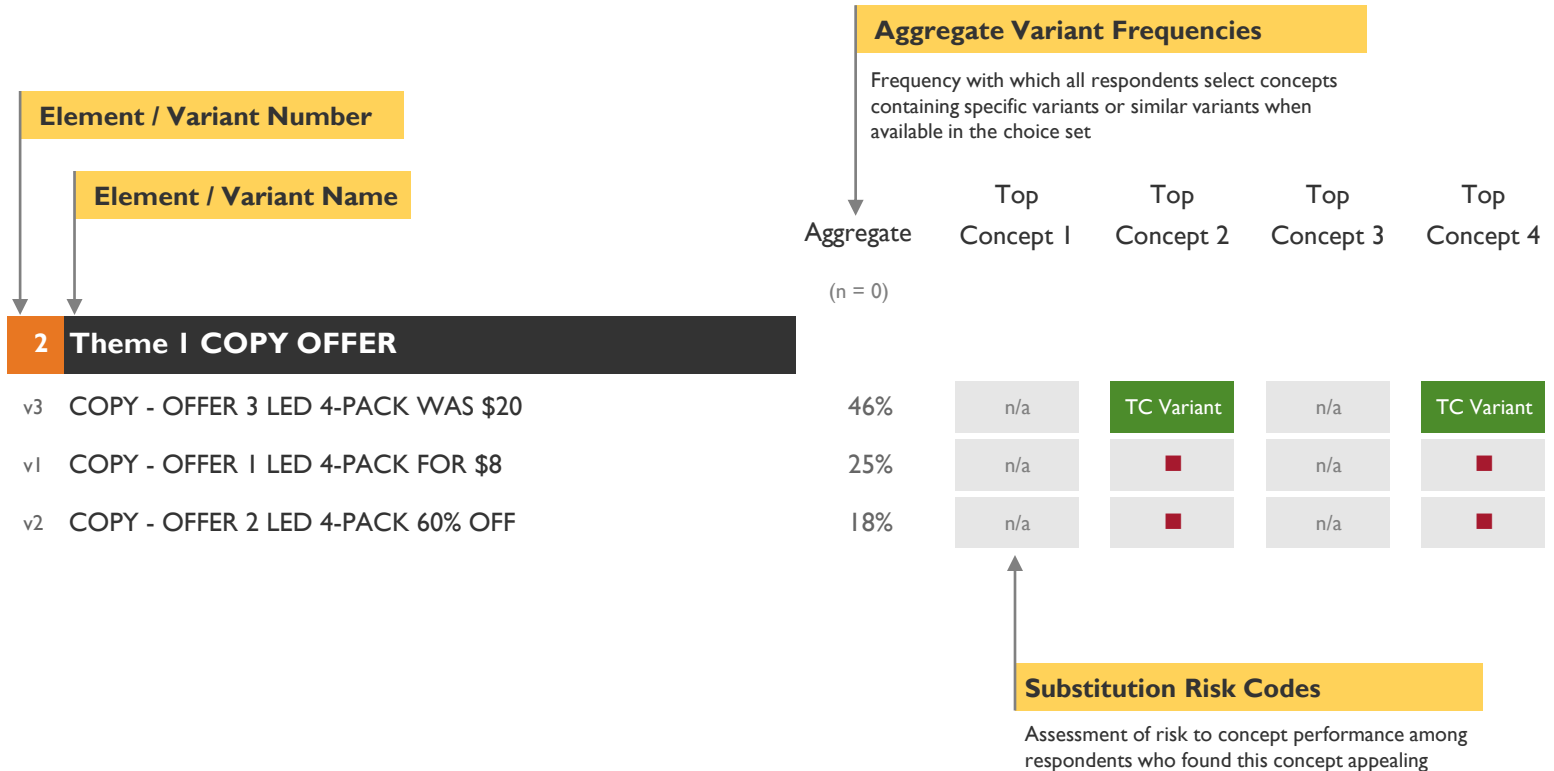 Aggregate Variant Frequencies
Frequency with which all respondents select concepts
containing specific variants or similar variants when
available in the choice set
Element / Variant Number
Element / Variant Name
Aggregate
(n = 0)
Top
Concept 1
Top
Concept 2
Top
Concept 3
Top
Concept 4
2 Theme 1 COPY OFFER
v3 COPY - OFFER 3 LED 4-PACK WAS $20 46% n/a TC Variant n/a TC Variant
v1 COPY - OFFER 1 LED 4-PACK FOR $8 25% n/a n/a
v2 COPY - OFFER 2 LED 4-PACK 60% OFF 18% n/a n/a
Substitution Risk Codes
Assessment of risk to concept performance among
respondents who found this concept appealing